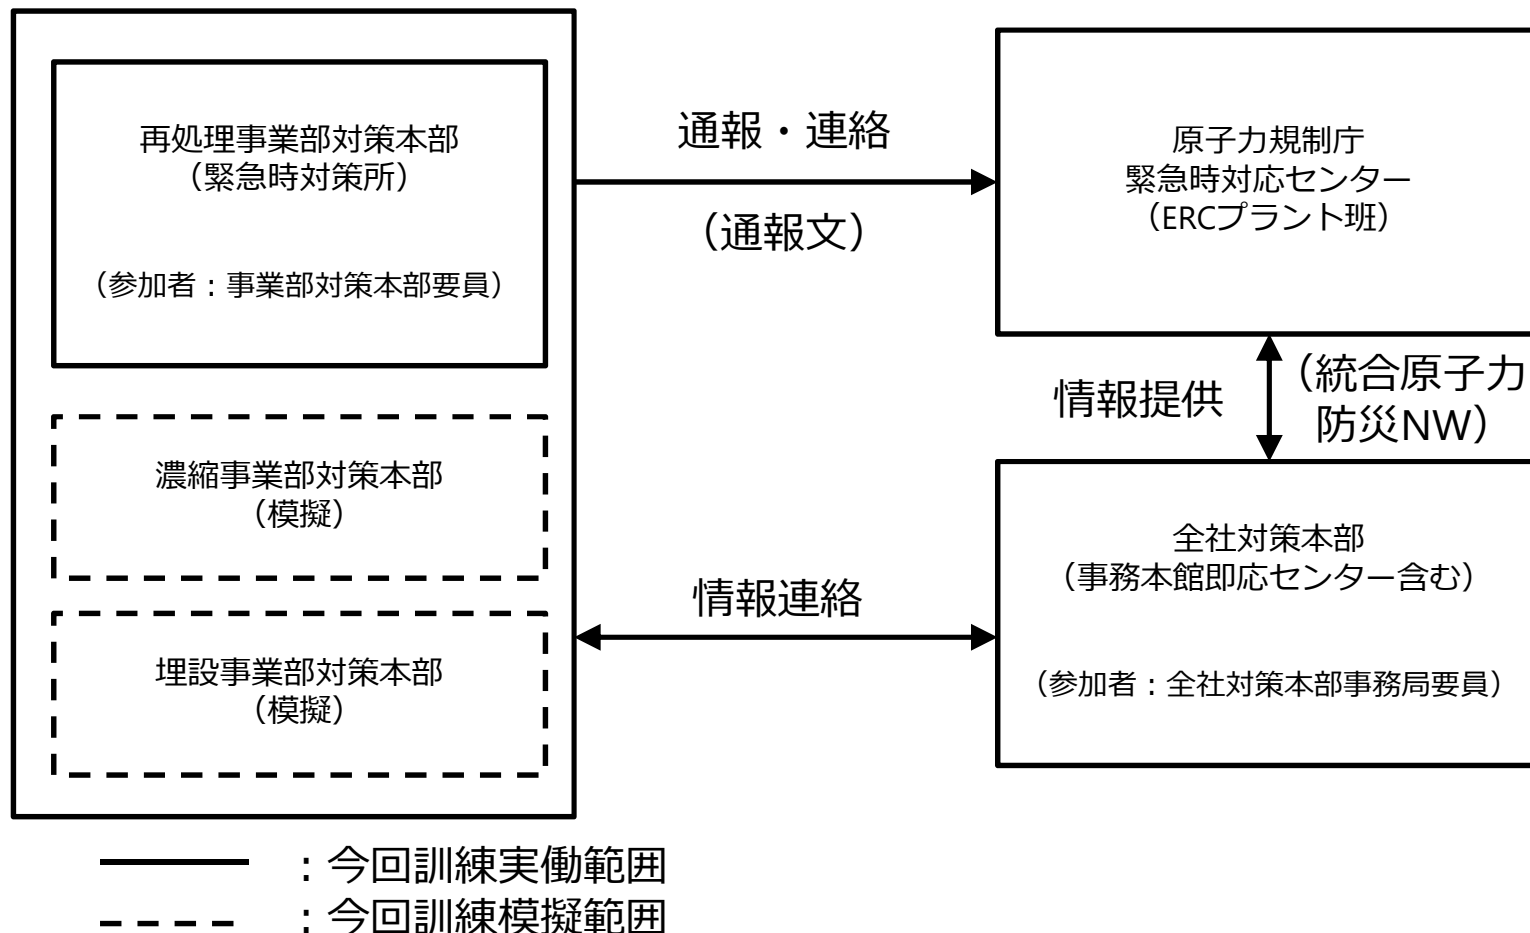 再処理事業部対策本部
（緊急時対策所）
（参加者：事業部対策本部要員）
濃縮事業部対策本部
（模擬）
埋設事業部対策本部
（模擬）
通報・連絡
（通報文）
情報連絡
原子力規制庁
緊急時対応センター
（ERCプラント班）
情報提供
（統合原子力
防災NW）
全社対策本部
（事務本館即応センター含む）
（参加者：全社対策本部事務局要員）
：今回訓練実働範囲
：今回訓練模擬範囲